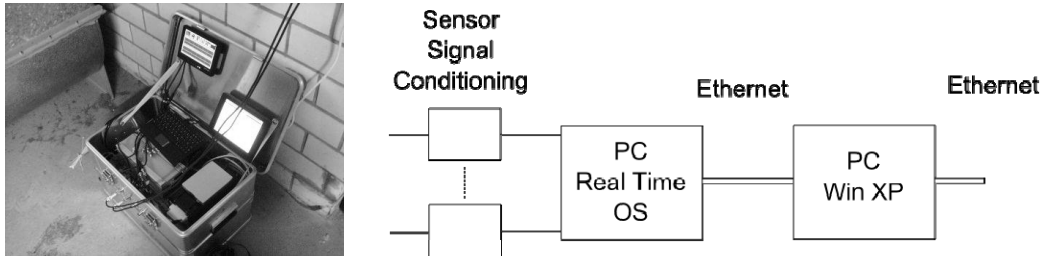 Sensor
Signal
Conditioning
Ethernet
Ethernet
PC
Real Time
OS
PC
Win XP